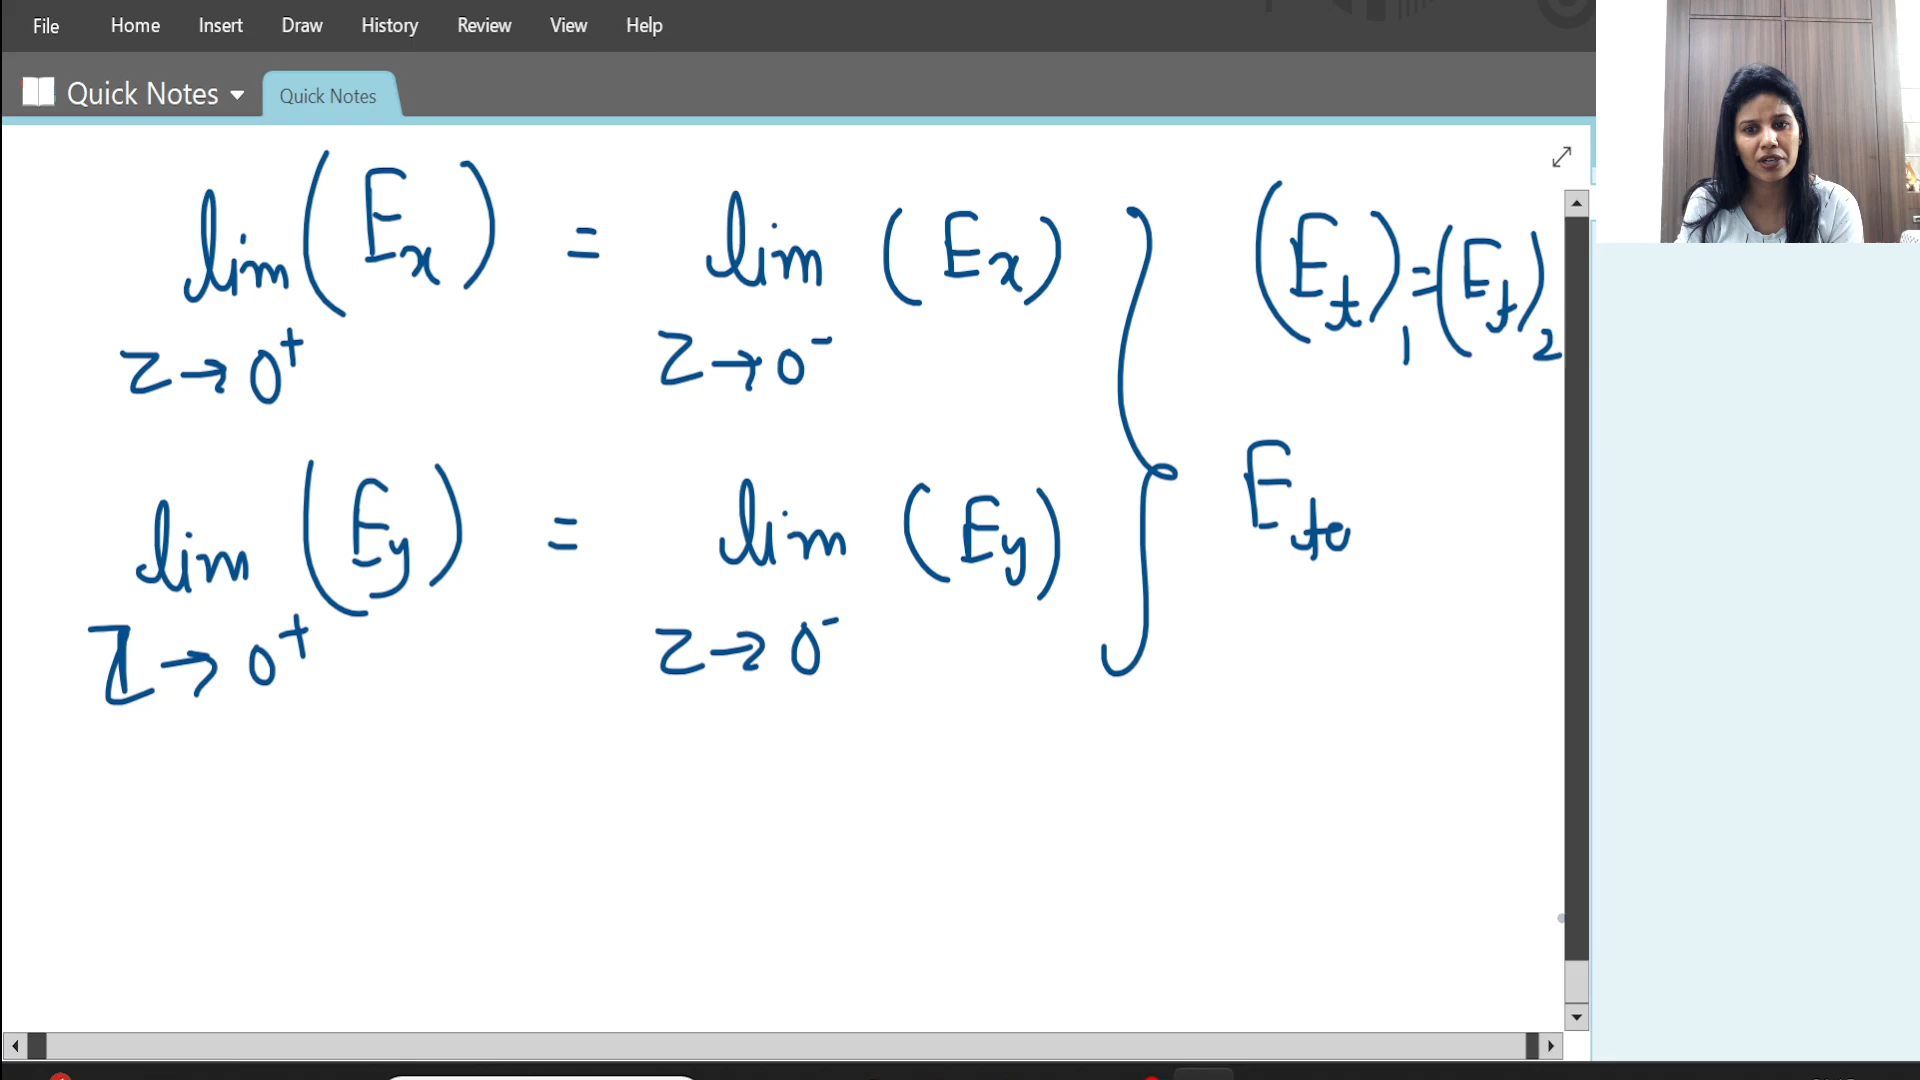 File Home Insert Draw History Review View Help
Quick Notes Quick Notes
lim (Ex) = lim (Ex) } (Et)1 = (Et)2
Z → 0+ Z → 0-
lim (Ey) = lim (Ey) Ete
Z → 0+ Z → 0-